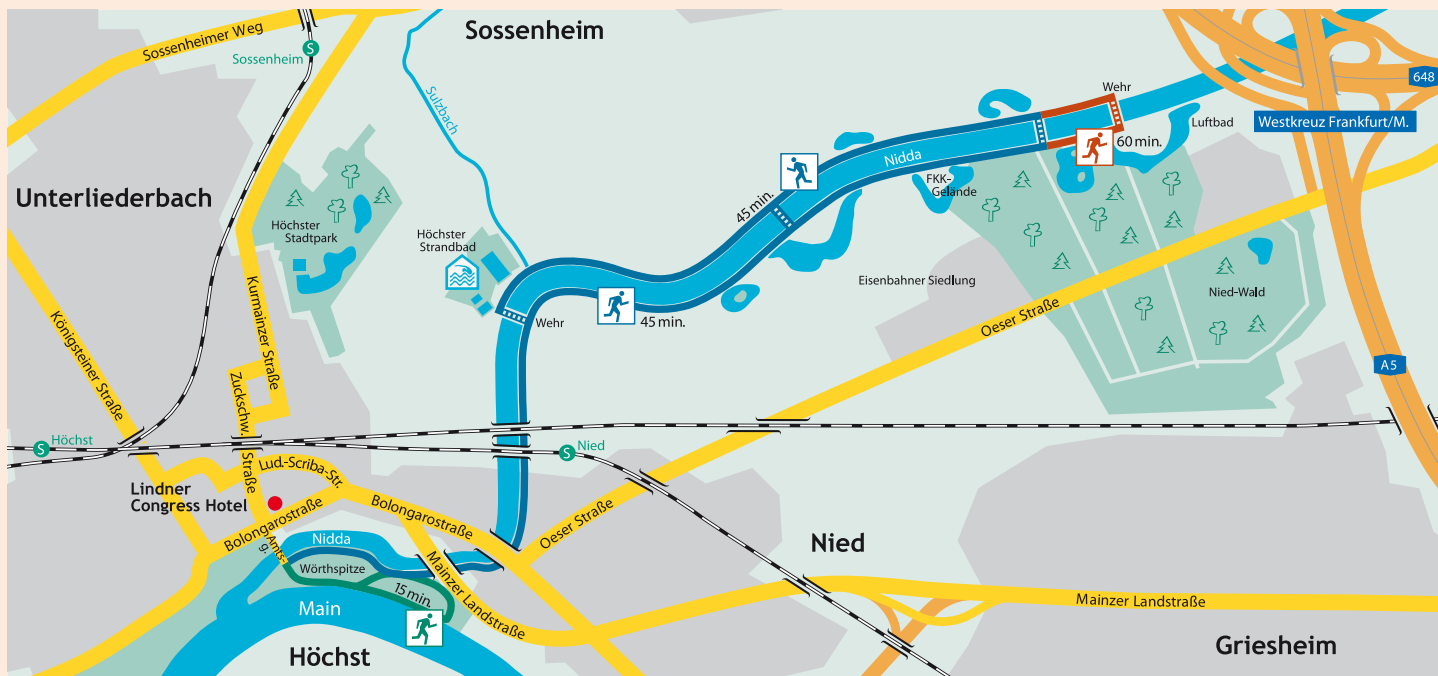 Sossenheim
Sossenheimer Weg
Sossenheim
S
Sulzbach
648
Wehr
Westkreuz Frankfurt/M.
Luftbad
60 min.
Nidda
FKK-
Gelände
45 min.
Unterliederbach
Höchster
Stadtpark
Höchster
Strandbad
Eisenbahner Siedlung
Nied-Wald
Kurmainzer Straße
Königsteiner Straße
Wehr
45 min.
Oeser Straße
A5
Zuckschw.
Straße
S
Höchst
S
Nied
Lud.-Scriba-Str.
Lindner
Congress Hotel
Bolongarostraße
Bolongarostraße
Oeser Straße
Amts-
g.
Nidda
Wörthspitze
15 min.
Mainzer Landstraße
Nied
Main
Mainzer Landstraße
Höchst
Griesheim